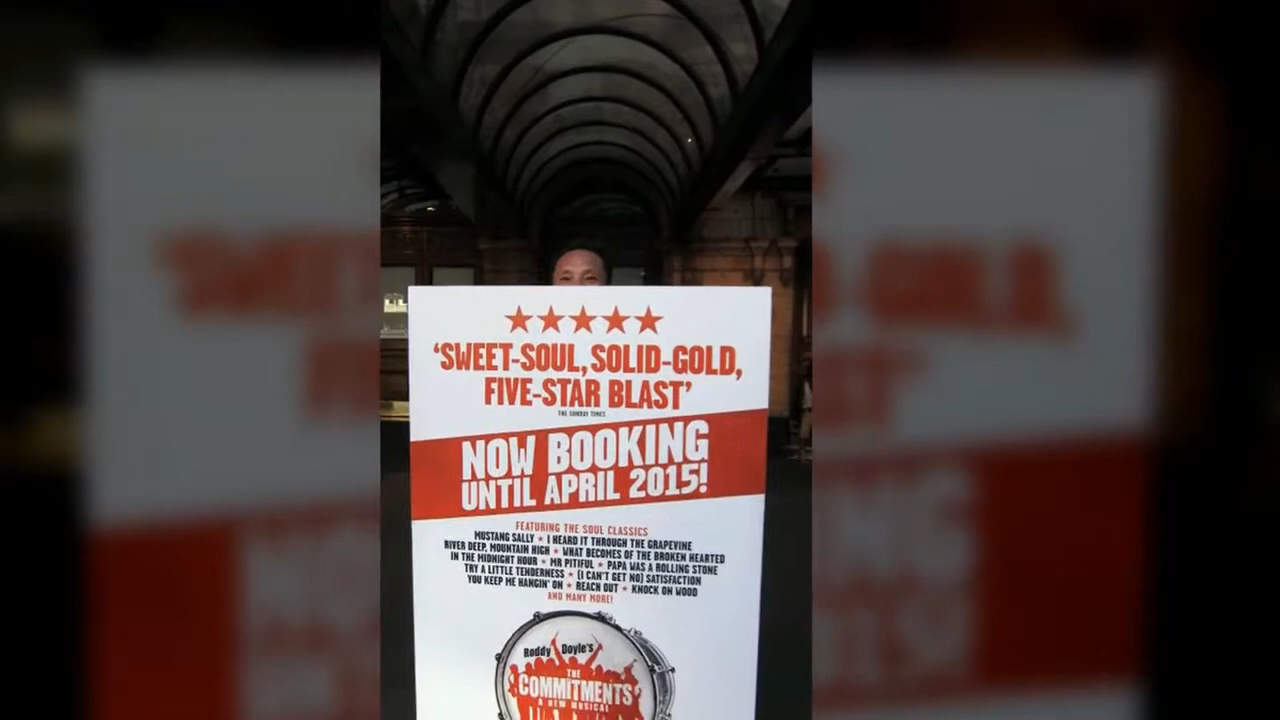 ‘SWEET-SOUL, SOLID-GOLD,
FIVE-STAR BLAST’
THE SUNDAY TIMES
NOW BOOKING
UNTIL APRIL 2015!
FEATURING THE SOUL CLASSICS
MUSTANG SALLY ★ I HEARD IT THROUGH THE GRAPEVINE
RIVER DEEP, MOUNTAIN HIGH ★ WHAT BECOMES OF THE BROKEN HEARTED
IN THE MIDNIGHT HOUR ★ MR PITIFUL ★ PAPA WAS A ROLLING STONE
TRY A LITTLE TENDERNESS ★ (I CAN'T GET NO) SATISFACTION
YOU KEEP ME HANGIN' ON ★ REACH OUT ★ KNOCK ON WOOD
AND MANY MORE!
Roddy Doyle's
THE
COMMITMENTS
A NEW MUSICAL